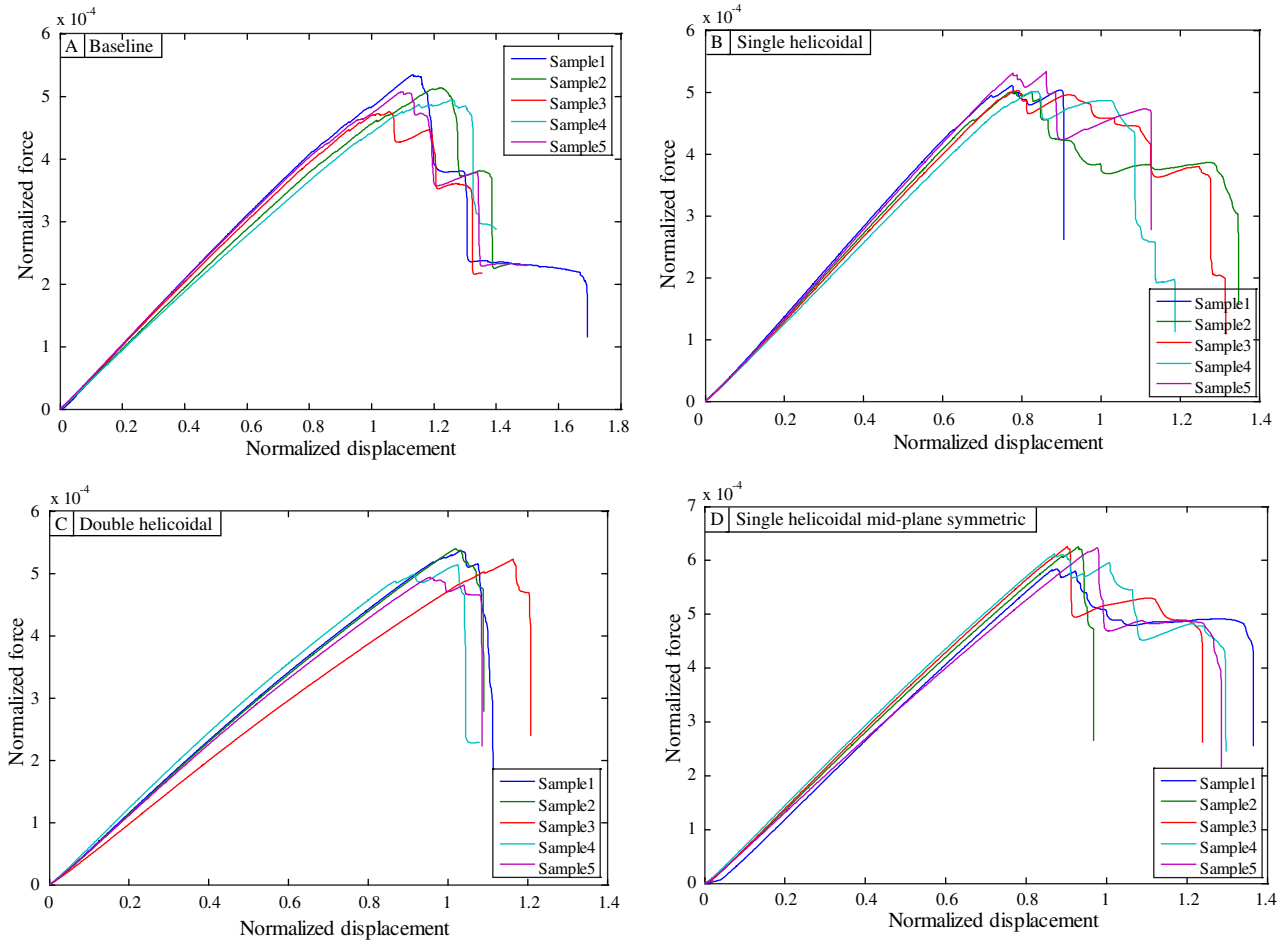 x 10-4
A Baseline
6
5
4
3
2
1
0
Normalized force
0 0.2 0.4 0.6 0.8 1 1.2 1.4 1.6 1.8
Normalized displacement
Sample1
Sample2
Sample3
Sample4
Sample5
x 10-4
B Single helicoidal
6
5
4
3
2
1
0
Normalized force
0 0.2 0.4 0.6 0.8 1 1.2 1.4
Normalized displacement
Sample1
Sample2
Sample3
Sample4
Sample5
x 10-4
C Double helicoidal
6
5
4
3
2
1
0
Normalized force
0 0.2 0.4 0.6 0.8 1 1.2 1.4
Normalized displacement
Sample1
Sample2
Sample3
Sample4
Sample5
x 10-4
D Single helicoidal mid-plane symmetric
7
6
5
4
3
2
1
0
Normalized force
0 0.2 0.4 0.6 0.8 1 1.2 1.4
Normalized displacement
Sample1
Sample2
Sample3
Sample4
Sample5